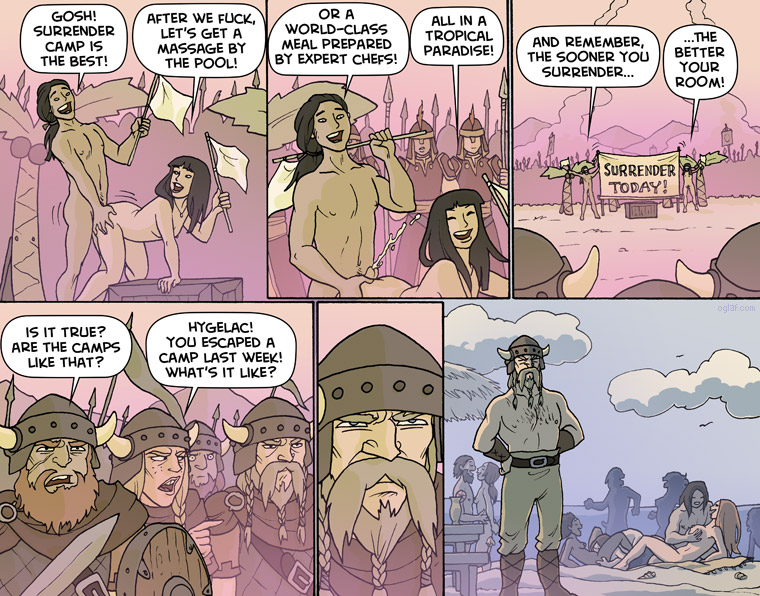 GOSH!
SURRENDER
CAMP IS
THE BEST!
AFTER WE FUCK,
LET'S GET A
MASSAGE BY
THE POOL!
OR A
WORLD-CLASS
MEAL PREPARED
BY EXPERT CHEFS!
ALL IN A
TROPICAL
PARADISE!
AND REMEMBER,
THE SOONER YOU
SURRENDER...
...THE
BETTER
YOUR
ROOM!
SURRENDER
TODAY!
IS IT TRUE?
ARE THE CAMPS
LIKE THAT?
HYGELAC!
YOU ESCAPED A
CAMP LAST WEEK!
WHAT'S IT LIKE?
oglaf.com